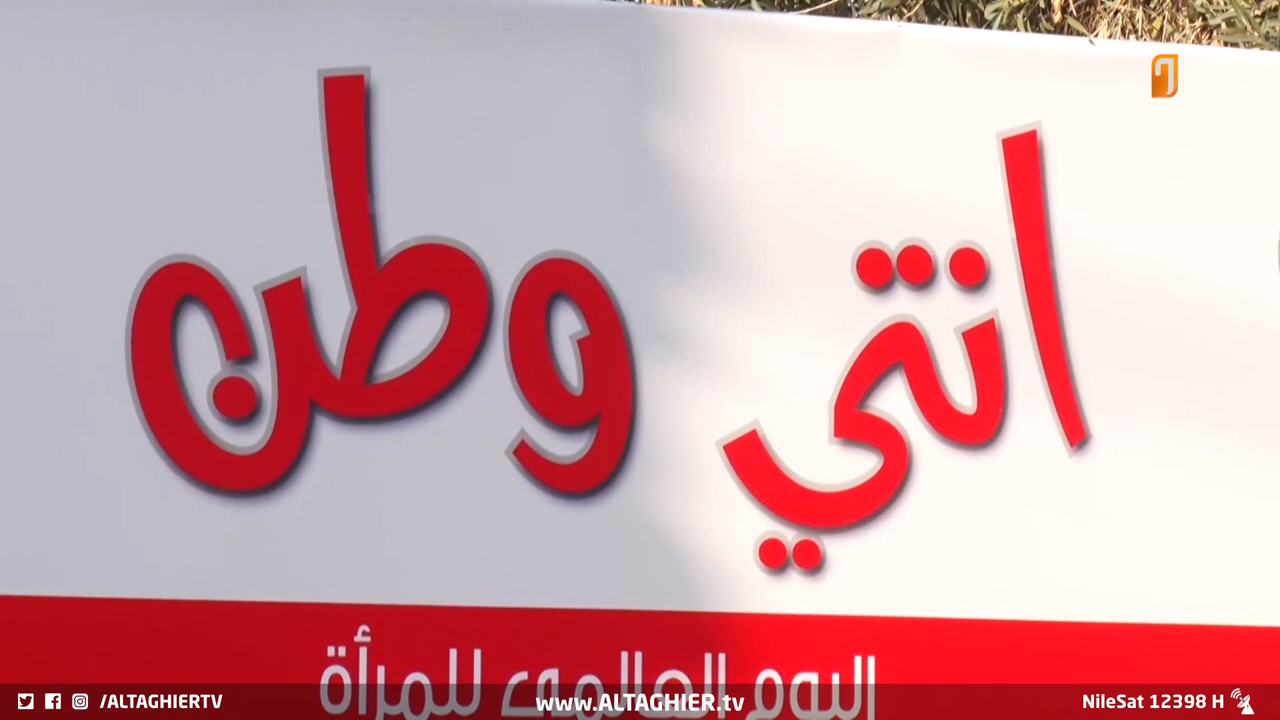 انتي وطن
اليوم العالمي للمرأة
/ALTAGHIERTV
www.ALTAGHIER.tv
NileSat 12398 H